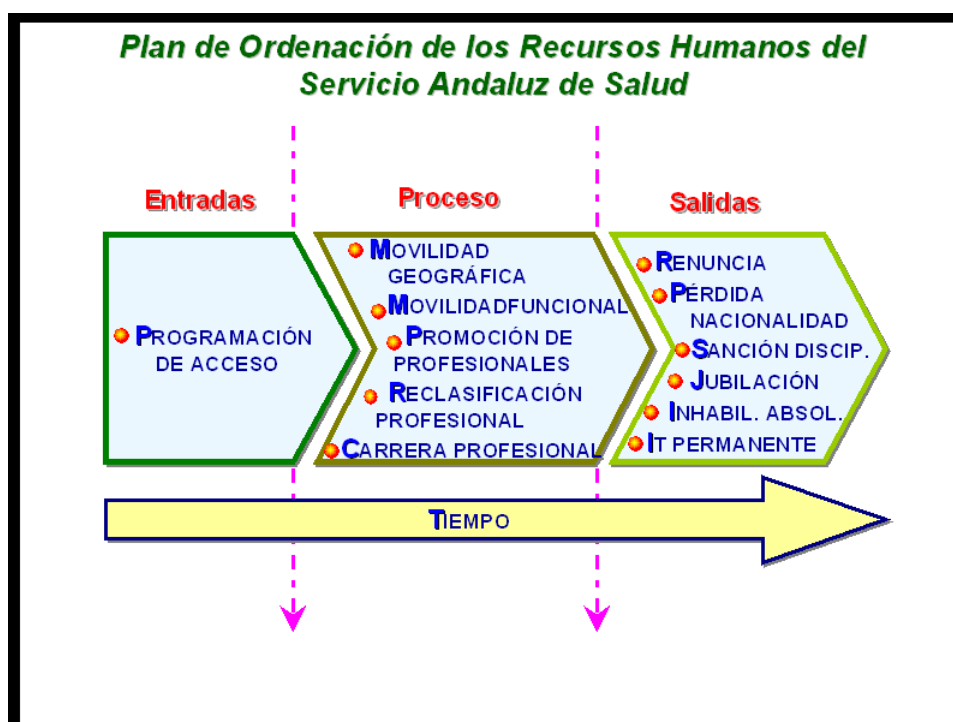 Plan de Ordenación de los Recursos Humanos del
Servicio Andaluz de Salud
Entradas
PROGRAMACIÓN
DE ACCESO
Proceso
MOVILIDAD
GEOGRÁFICA
MOVILIDADFUNCIONAL
PROMOCIÓN DE
PROFESIONALES
RECLASIFICACIÓN
PROFESIONAL
CARRERA PROFESIONAL
Salidas
RENUNCIA
PÉRDIDA
NACIONALIDAD
SANCIÓN DISCIP.
JUBILACIÓN
INHABIL. ABSOL.
IT PERMANENTE
TIEMPO